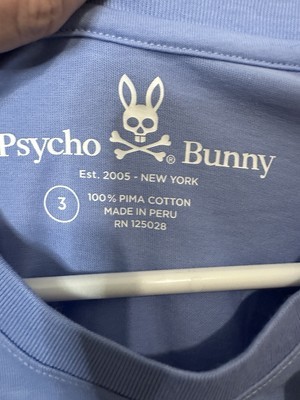 Psycho ® Bunny
Est. 2005 - NEW YORK
3
100% PIMA COTTON
MADE IN PERU
RN 125028